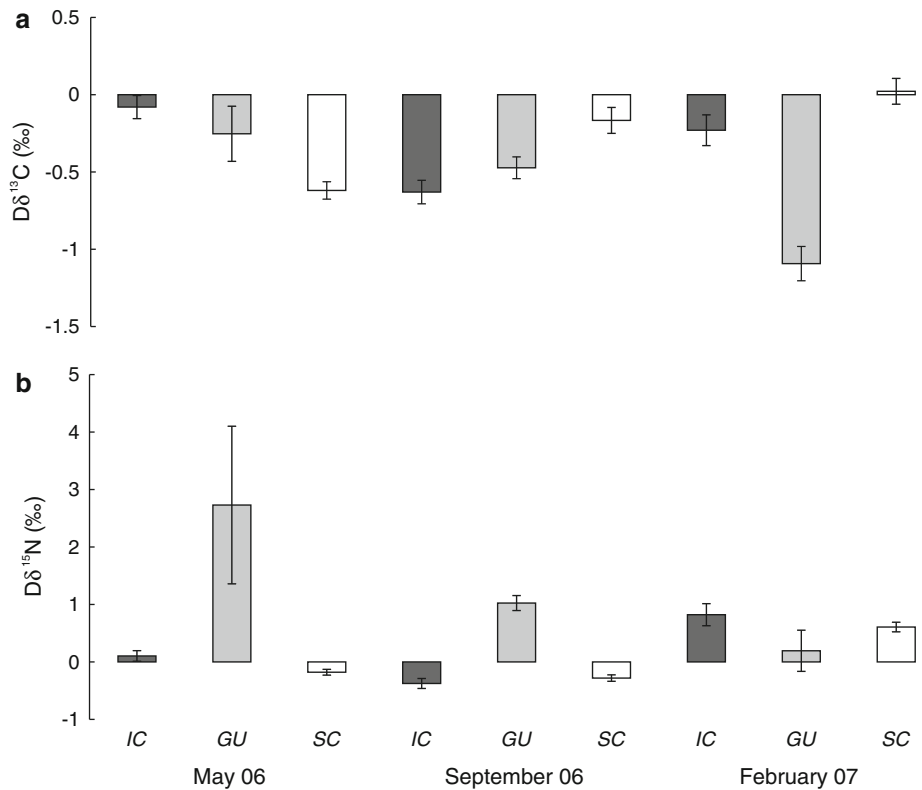 a
0.5
0
-0.5
-1
-1.5
Dδ¹³C (‰)
b
5
4
3
2
1
0
-1
Dδ¹⁵N (‰)
IC GU SC IC GU SC IC GU SC
May 06 September 06 February 07